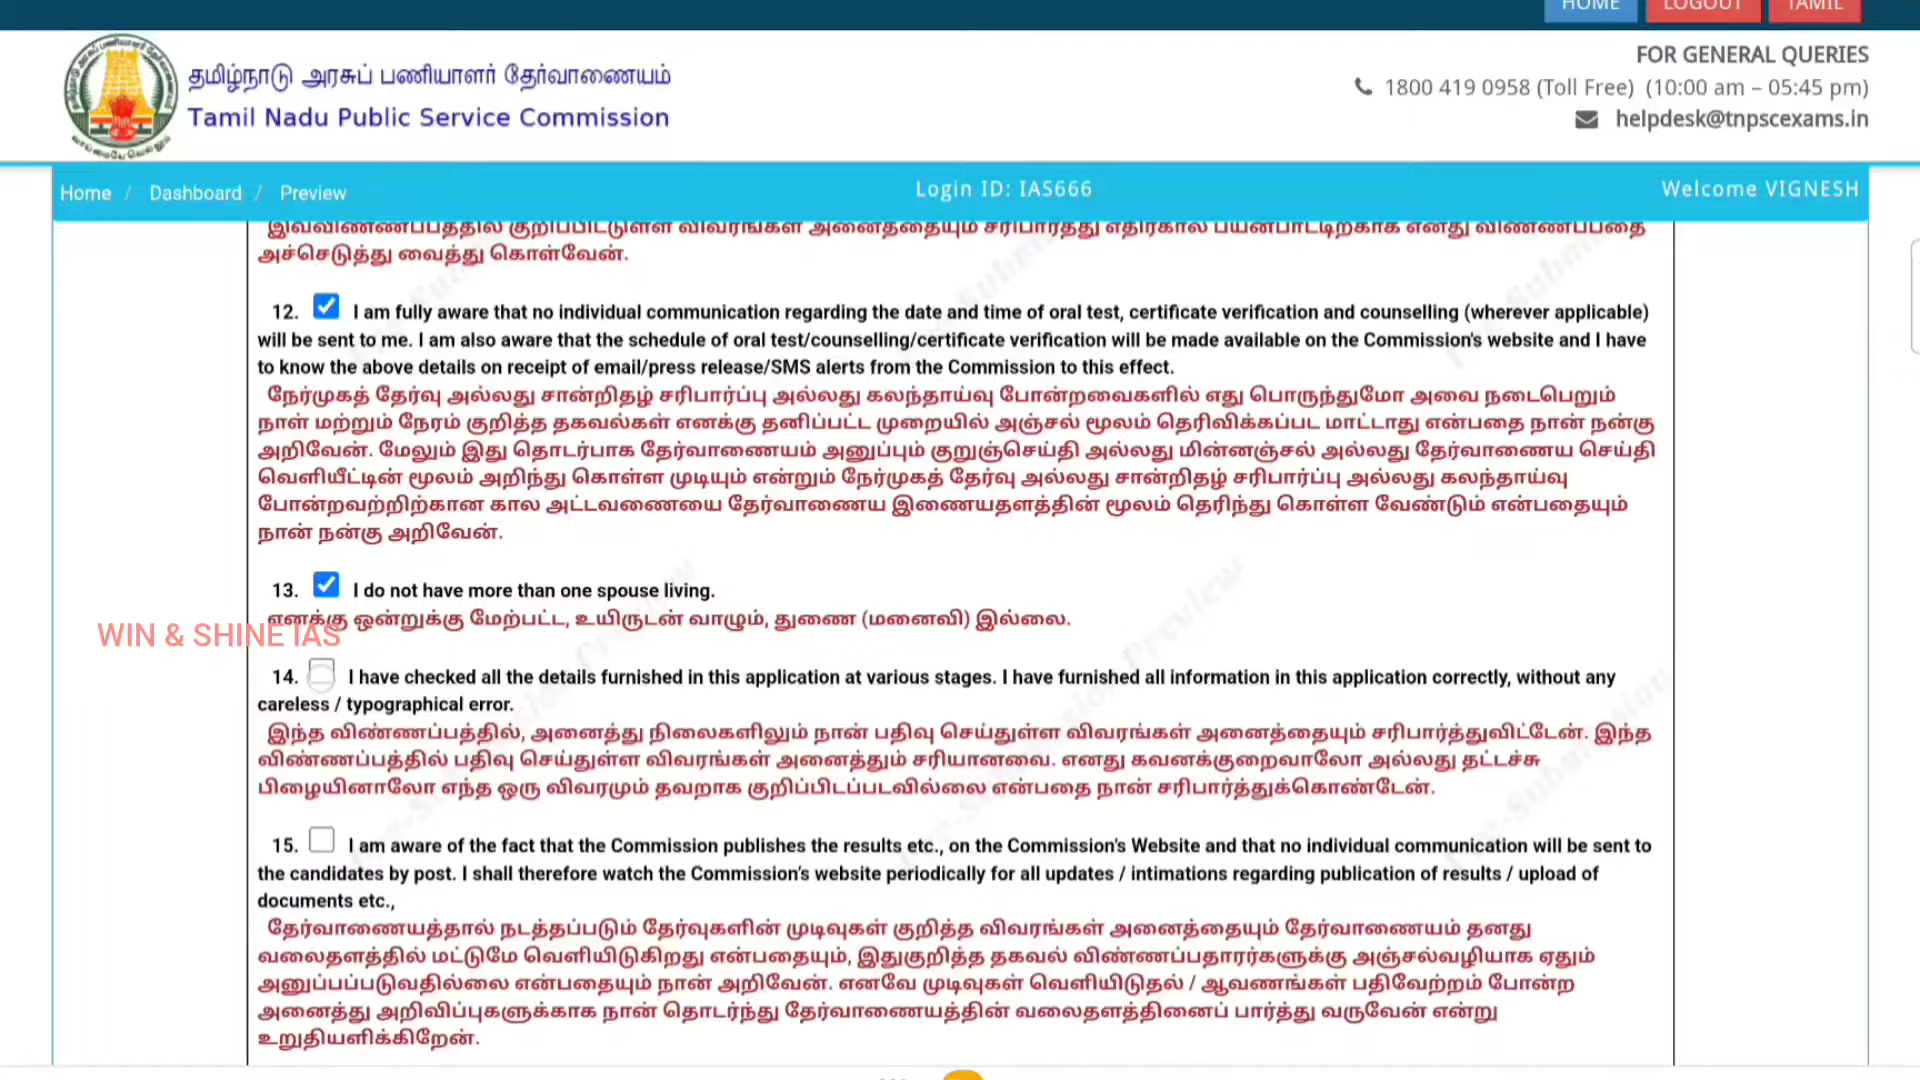 HOME LOGOUT TAMIL
தமிழ்நாடு அரசுப் பணியாளர் தேர்வாணையம்
Tamil Nadu Public Service Commission
FOR GENERAL QUERIES
1800 419 0958 (Toll Free) (10:00 am – 05:45 pm)
helpdesk@tnpscexams.in
Home / Dashboard / Preview
Login ID: IAS666
Welcome VIGNESH
இவ்விண்ணப்பத்தில் குறிப்பிட்டுள்ள விவரங்கள் அனைத்தையும் சரிபார்த்து எதிர்கால பயன்பாட்டிற்காக எனது விண்ணப்பத்தை
அச்செடுத்து வைத்து கொள்வேன்.
12. I am fully aware that no individual communication regarding the date and time of oral test, certificate verification and counselling (wherever applicable)
will be sent to me. I am also aware that the schedule of oral test/counselling/certificate verification will be made available on the Commission's website and I have
to know the above details on receipt of email/press release/SMS alerts from the Commission to this effect.
நேர்முகத் தேர்வு அல்லது சான்றிதழ் சரிபார்ப்பு அல்லது கலந்தாய்வு போன்றவைகளில் எது பொருந்துமோ அவை நடைபெறும்
நாள் மற்றும் நேரம் குறித்த தகவல்கள் எனக்கு தனிப்பட்ட முறையில் அஞ்சல் மூலம் தெரிவிக்கப்பட மாட்டாது என்பதை நான் நன்கு
அறிவேன். மேலும் இது தொடர்பாக தேர்வாணையம் அனுப்பும் குறுஞ்செய்தி அல்லது மின்னஞ்சல் அல்லது தேர்வாணைய செய்தி
வெளியீட்டின் மூலம் அறிந்து கொள்ள முடியும் என்றும் நேர்முகத் தேர்வு அல்லது சான்றிதழ் சரிபார்ப்பு அல்லது கலந்தாய்வு
போன்றவற்றிற்கான கால அட்டவணையை தேர்வாணைய இணையதளத்தின் மூலம் தெரிந்து கொள்ள வேண்டும் என்பதையும்
நான் நன்கு அறிவேன்.
13. I do not have more than one spouse living.
எனக்கு ஒன்றுக்கு மேற்பட்ட, உயிருடன் வாழும், துணை (மனைவி) இல்லை.
WIN & SHINE IAS
14. I have checked all the details furnished in this application at various stages. I have furnished all information in this application correctly, without any
careless / typographical error.
இந்த விண்ணப்பத்தில், அனைத்து நிலைகளிலும் நான் பதிவு செய்துள்ள விவரங்கள் அனைத்தையும் சரிபார்த்துவிட்டேன். இந்த
விண்ணப்பத்தில் பதிவு செய்துள்ள விவரங்கள் அனைத்தும் சரியானவை. எனது கவனக்குறைவாலோ அல்லது தட்டச்சு
பிழையினாலோ எந்த ஒரு விவரமும் தவறாக குறிப்பிடப்படவில்லை என்பதை நான் சரிபார்த்துக்கொண்டேன்.
15. I am aware of the fact that the Commission publishes the results etc., on the Commission's Website and that no individual communication will be sent to
the candidates by post. I shall therefore watch the Commission's website periodically for all updates / intimations regarding publication of results / upload of
documents etc.,
தேர்வாணையத்தால் நடத்தப்படும் தேர்வுகளின் முடிவுகள் குறித்த விவரங்கள் அனைத்தையும் தேர்வாணையம் தனது
வலைதளத்தில் மட்டுமே வெளியிடுகிறது என்பதையும், இதுகுறித்த தகவல் விண்ணப்பதாரர்களுக்கு அஞ்சல்வழியாக ஏதும்
அனுப்பப்படுவதில்லை என்பதையும் நான் அறிவேன். எனவே முடிவுகள் வெளியிடுதல் / ஆவணங்கள் பதிவேற்றம் போன்ற
அனைத்து அறிவிப்புகளுக்காக நான் தொடர்ந்து தேர்வாணையத்தின் வலைதளத்தினைப் பார்த்து வருவேன் என்று
உறுதியளிக்கிறேன்.